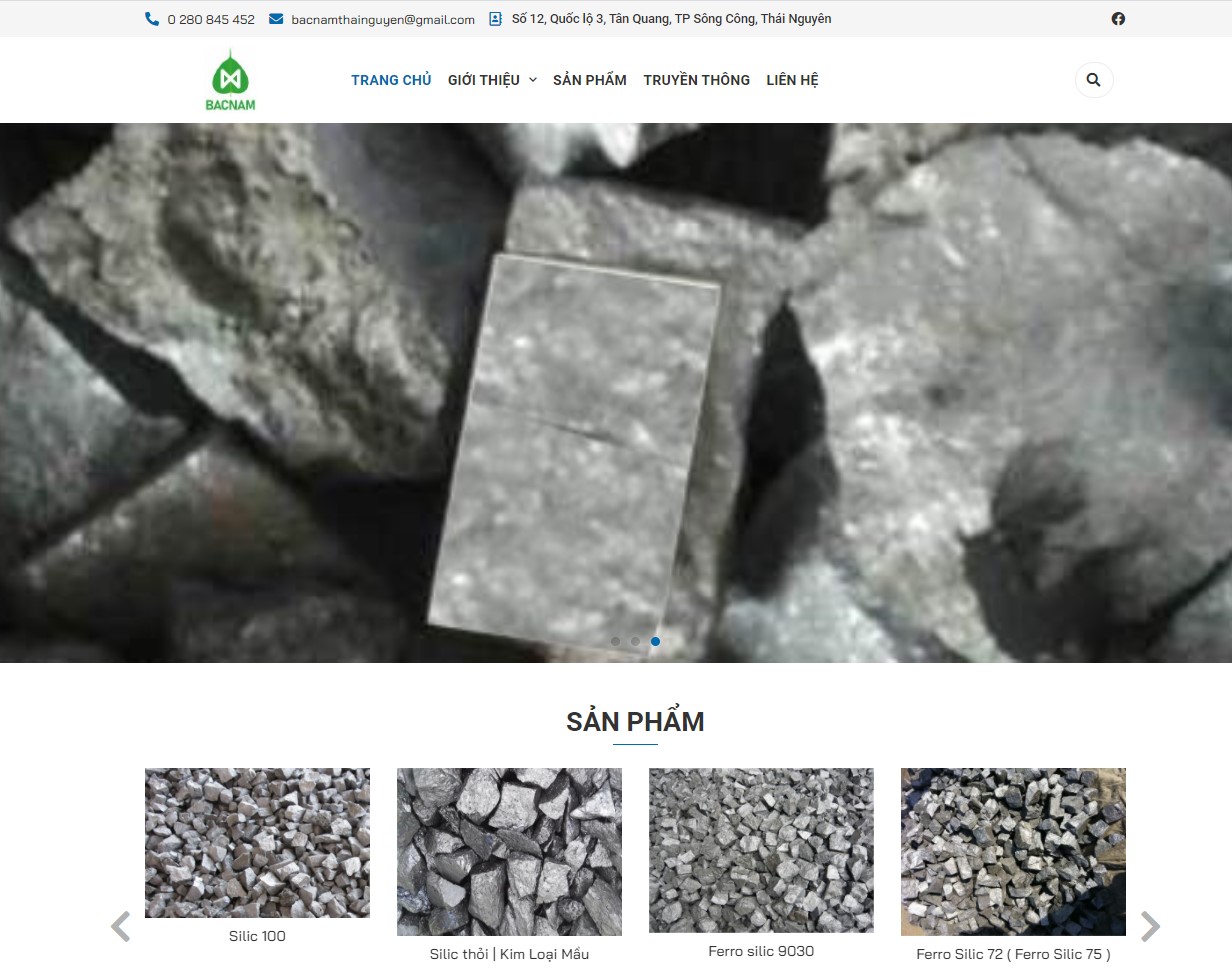 0 280 845 452 bacnamthainguyen@gmail.com Số 12, Quốc lộ 3, Tân Quang, TP Sông Công, Thái Nguyên
BACNAM
TRANG CHỦ GIỚI THIỆU SẢN PHẨM TRUYỀN THÔNG LIÊN HỆ
SẢN PHẨM
Silic 100
Silic thỏi | Kim Loại Mầu
Ferro silic 9030
Ferro Silic 72 ( Ferro Silic 75 )